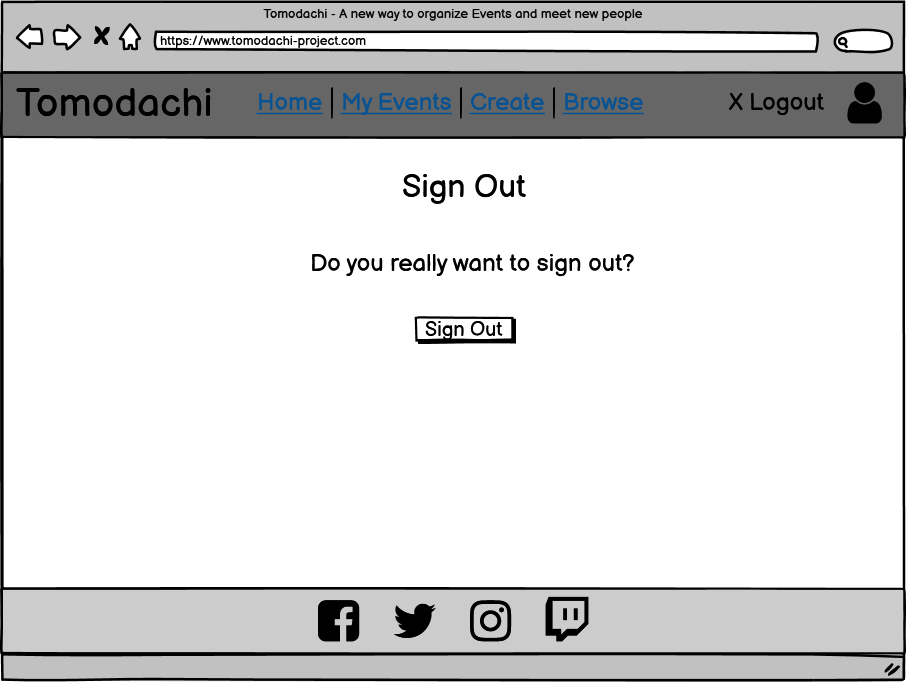 Tomodachi - A new way to organize Events and meet new people
https://www.tomodachi-project.com
Tomodachi Home | My Events | Create | Browse X Logout
Sign Out
Do you really want to sign out?
Sign Out